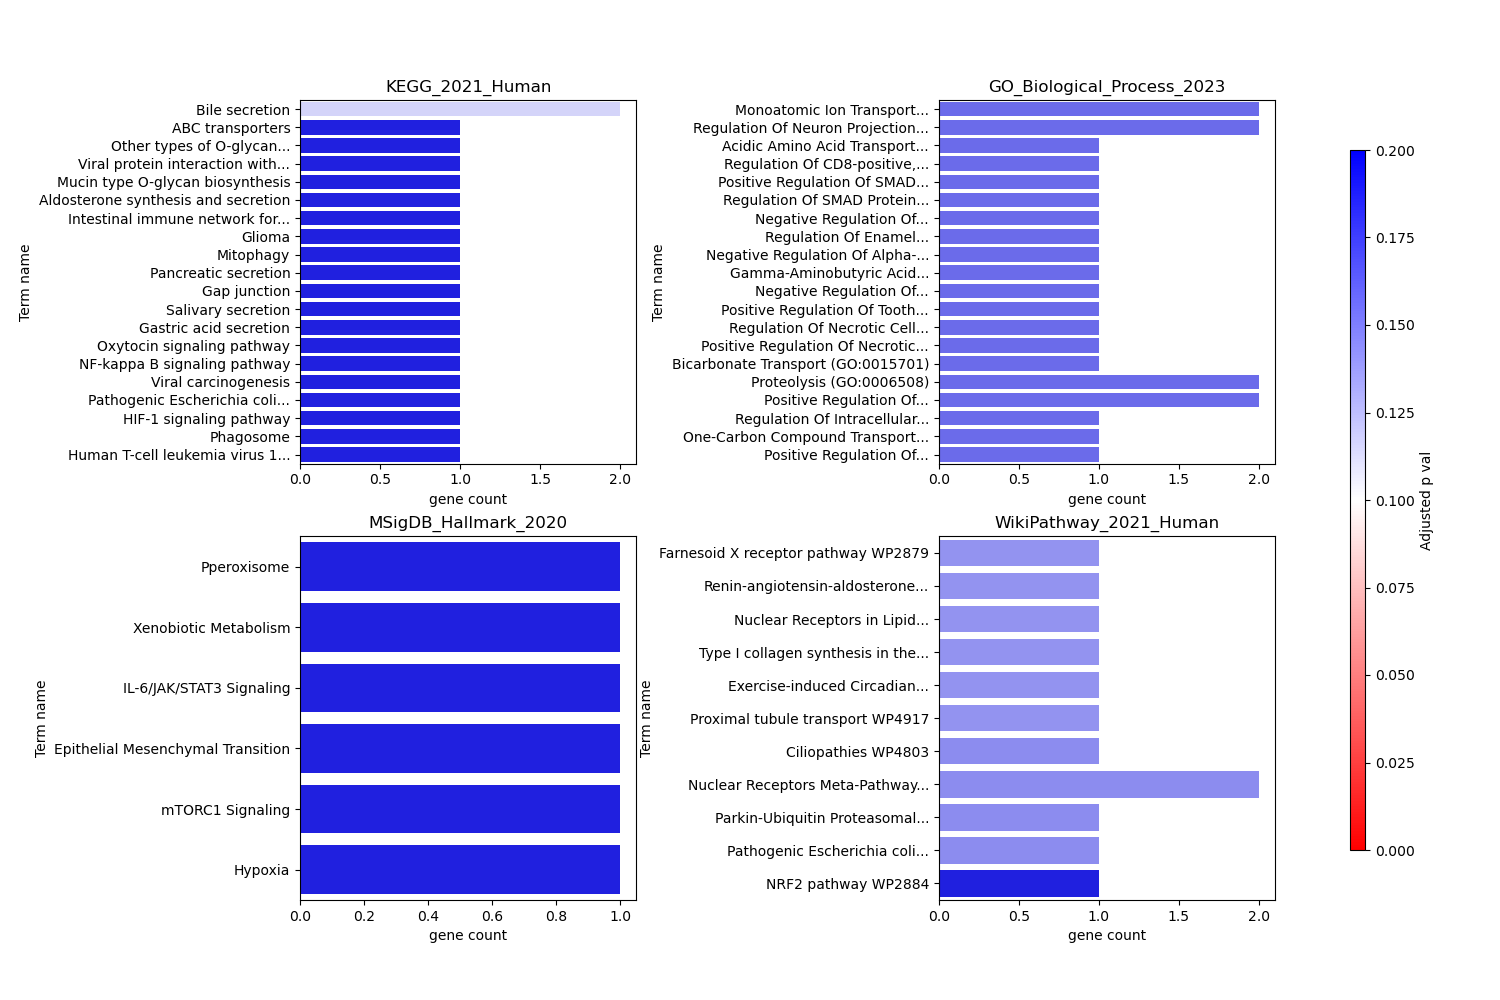 KEGG_2021_Human
Term name
Bile secretion
ABC transporters
Other types of O-glycan...
Viral protein interaction with...
Mucin type O-glycan biosynthesis
Aldosterone synthesis and secretion
Intestinal immune network for...
Glioma
Mitophagy
Pancreatic secretion
Gap junction
Salivary secretion
Gastric acid secretion
Oxytocin signaling pathway
NF-kappa B signaling pathway
Viral carcinogenesis
Pathogenic Escherichia coli...
HIF-1 signaling pathway
Phagosome
Human T-cell leukemia virus 1...
0.0 0.5 1.0 1.5 2.0
gene count
GO_Biological_Process_2023
Term name
Monoatomic Ion Transport...
Regulation Of Neuron Projection...
Acidic Amino Acid Transport...
Regulation Of CD8-positive,...
Positive Regulation Of SMAD...
Regulation Of SMAD Protein...
Negative Regulation Of...
Regulation Of Enamel...
Negative Regulation Of Alpha-...
Gamma-Aminobutyric Acid...
Negative Regulation Of...
Positive Regulation Of Tooth...
Regulation Of Necrotic Cell...
Positive Regulation Of Necrotic...
Bicarbonate Transport (GO:0015701)
Proteolysis (GO:0006508)
Positive Regulation Of...
Regulation Of Intracellular...
One-Carbon Compound Transport...
Positive Regulation Of...
0.0 0.5 1.0 1.5 2.0
gene count
MSigDB_Hallmark_2020
Term name
Pperoxisome
Xenobiotic Metabolism
IL-6/JAK/STAT3 Signaling
Epithelial Mesenchymal Transition
mTORC1 Signaling
Hypoxia
0.0 0.2 0.4 0.6 0.8 1.0
gene count
WikiPathway_2021_Human
Term name
Farnesoid X receptor pathway WP2879
Renin-angiotensin-aldosterone...
Nuclear Receptors in Lipid...
Type I collagen synthesis in the...
Exercise-induced Circadian...
Proximal tubule transport WP4917
Ciliopathies WP4803
Nuclear Receptors Meta-Pathway...
Parkin-Ubiquitin Proteasomal...
Pathogenic Escherichia coli...
NRF2 pathway WP2884
0.0 0.5 1.0 1.5 2.0
gene count
0.200
0.175
0.150
0.125
0.100
0.075
0.050
0.025
0.000
Adjusted p val